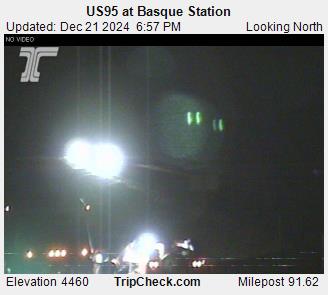 US95 at Basque Station
Updated: Dec 21 2024 6:57 PM Looking North
NO VIDEO
Elevation 4460 TripCheck.com Milepost 91.62